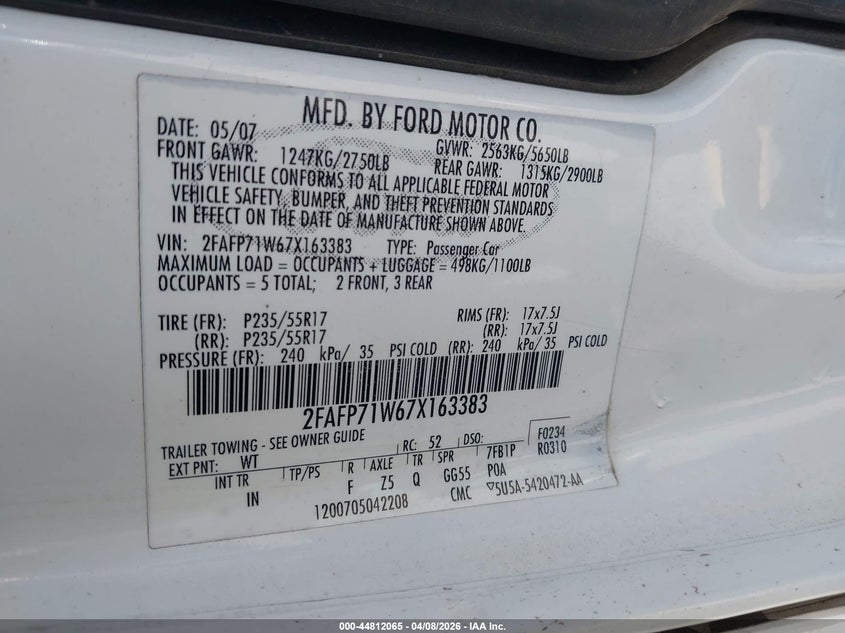 MFD. BY FORD MOTOR CO.
DATE: 05/07 GVWR: 2563KG/5650LB
FRONT GAWR: 1247KG/2750LB REAR GAWR: 1315KG/2900LB
THIS VEHICLE CONFORMS TO ALL APPLICABLE FEDERAL MOTOR
VEHICLE SAFETY, BUMPER, AND THEFT PREVENTION STANDARDS
IN EFFECT ON THE DATE OF MANUFACTURE SHOWN ABOVE.
VIN: 2FAFP71W67X163383 TYPE: Passenger Car
MAXIMUM LOAD = OCCUPANTS + LUGGAGE = 498KG/1100LB
OCCUPANTS = 5 TOTAL; 2 FRONT, 3 REAR
TIRE (FR): P235/55R17 RIMS (FR): 17x7.5J
(RR): P235/55R17 (RR): 17x7.5J
PRESSURE (FR): 240 kPa/ 35 PSI COLD (RR): 240 kPa/ 35 PSI COLD
2FAFP71W67X163383
TRAILER TOWING - SEE OWNER GUIDE F0234
EXT PNT: WT RC: 52 DSO: 7FB1P R0310
INT TR TP/PS R AXLE TR SPR P0A
IN F Z5 Q GG55
1200705042208 CMC 5U5A-5420472-AA
000-44812065 04/08/2026 - IAA Inc.